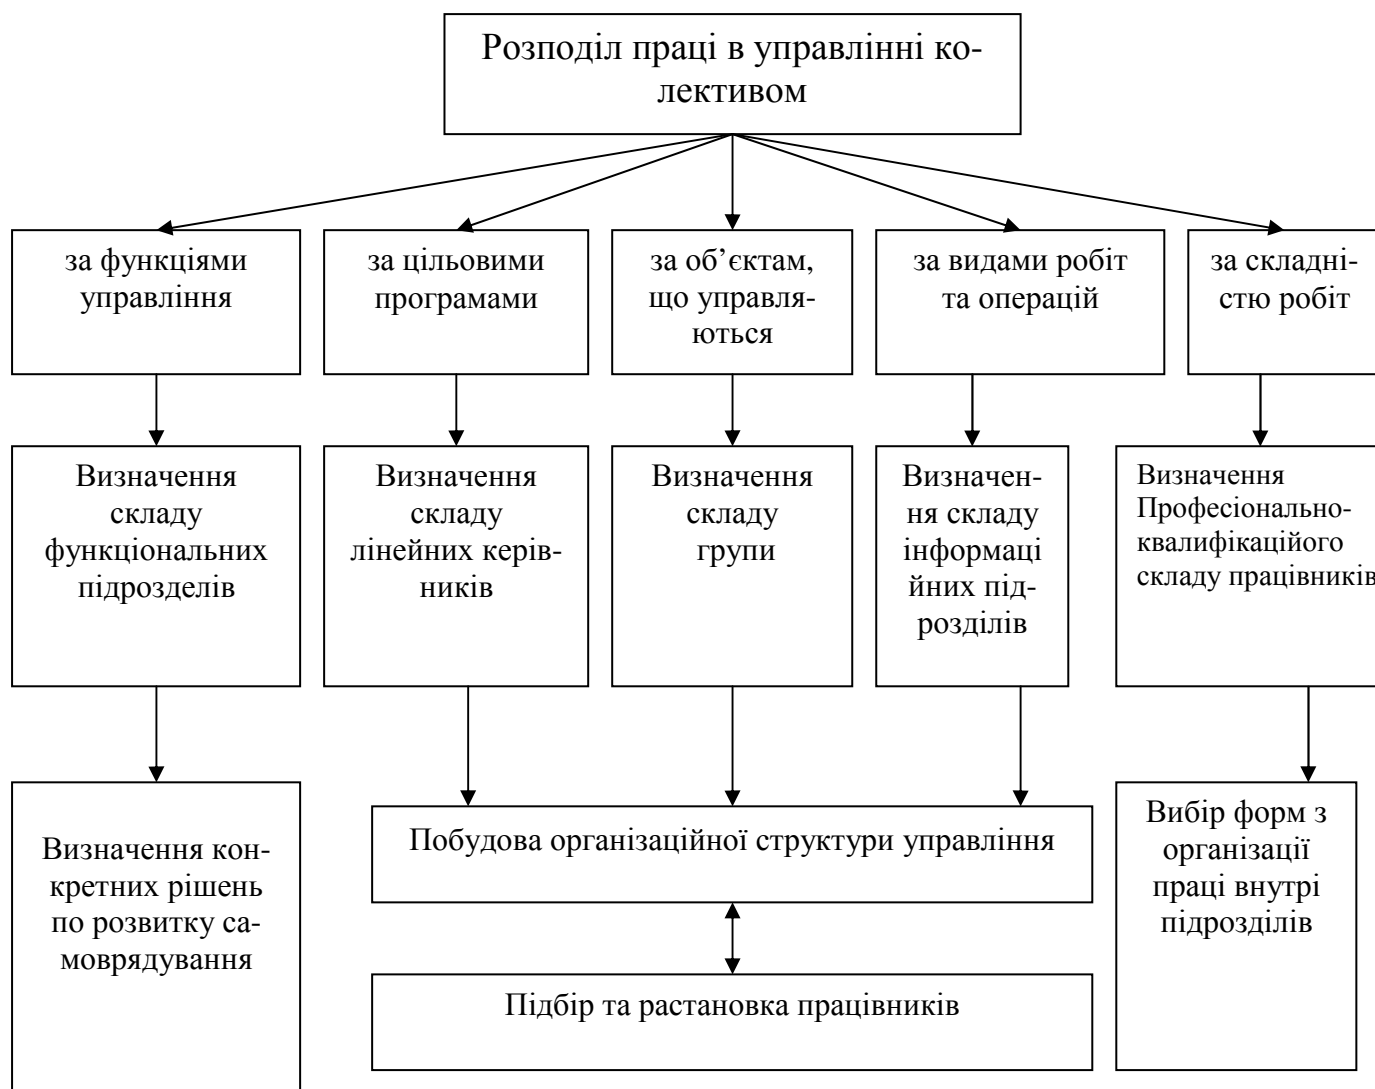 Розподіл праці в управлінні ко-
лективом
за функціями
управління
за цільовими
програмами
за об’єктам,
що управля-
ються
за видами робіт
та операцій
за складні-
стю робіт
Визначення
складу
функціональних
підрозделів
Визначення
складу
лінейних керів-
ників
Визначення
складу
групи
Визначен-
ня складу
інформаці
йних під-
розділів
Визначення
Професіонально-
квалифікаційого
складу працівників
Визначення кон-
кретних рішень
по розвитку са-
моврядування
Побудова організаційної структури управління
Підбір та растановка працівників
Вибір форм з
організації
праці внутрі
підрозділів